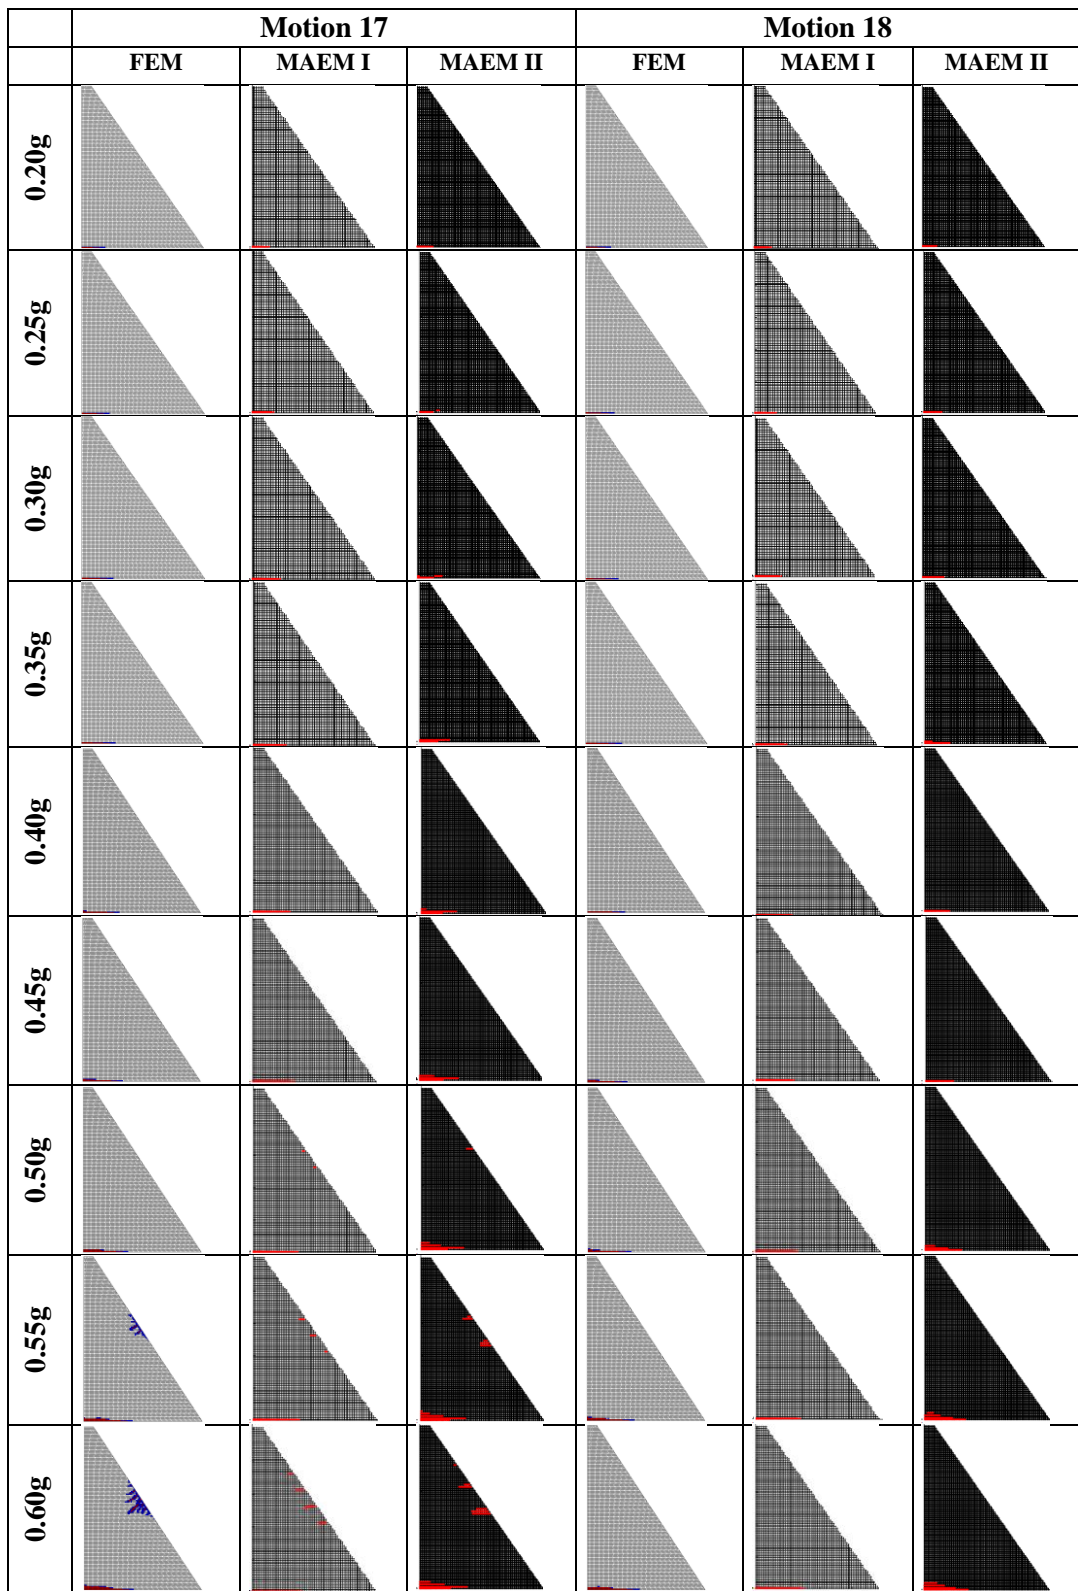 Motion 17 Motion 18
FEM MAEM I MAEM II FEM MAEM I MAEM II
0.20g
0.25g
0.30g
0.35g
0.40g
0.45g
0.50g
0.55g
0.60g